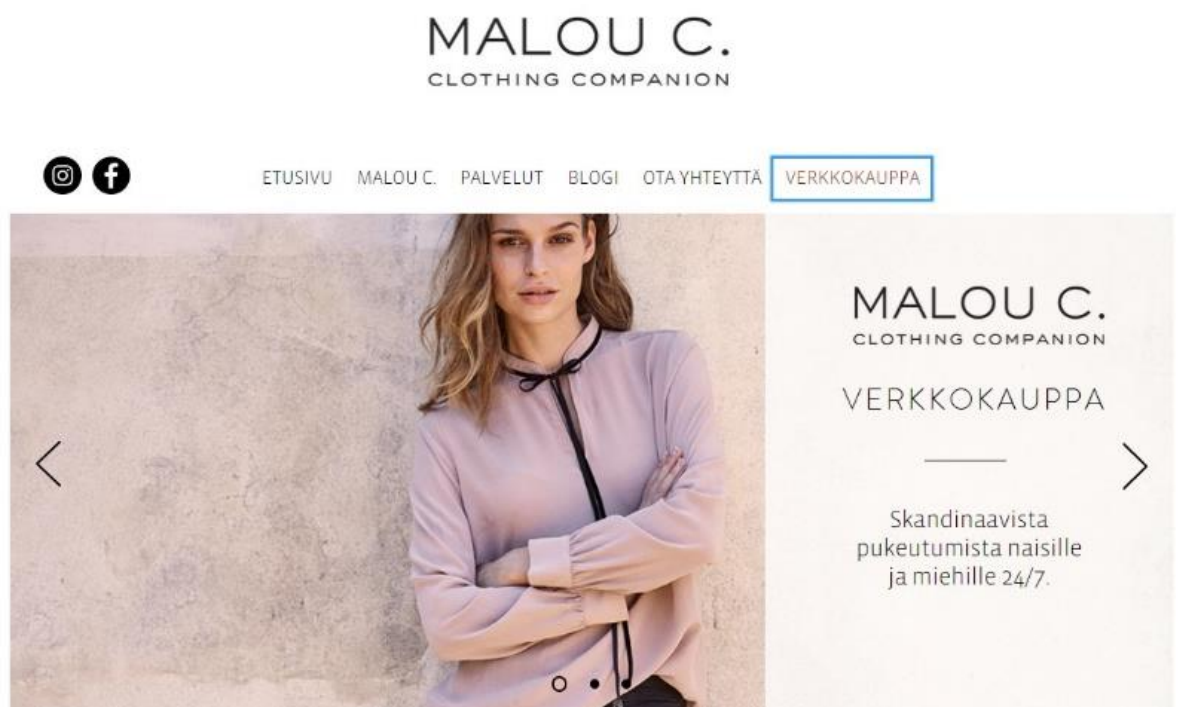 MALOU C.
CLOTHING COMPANION
ETUSIVU MALOU C. PALVELUT BLOGI OTA YHTEYTTÄ VERKKOKAUPPA
MALOU C.
CLOTHING COMPANION
VERKKOKAUPPA
Skandinaavista
pukeutumista naisille
ja miehille 24/7.